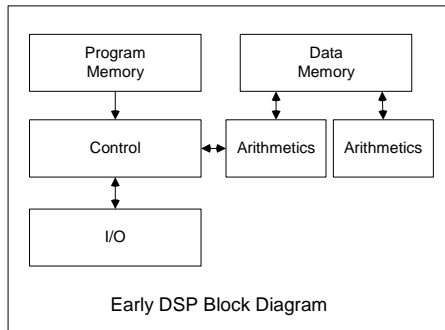 Program
Memory
Data
Memory
Control
Arithmetics
Arithmetics
I/O
Early DSP Block Diagram